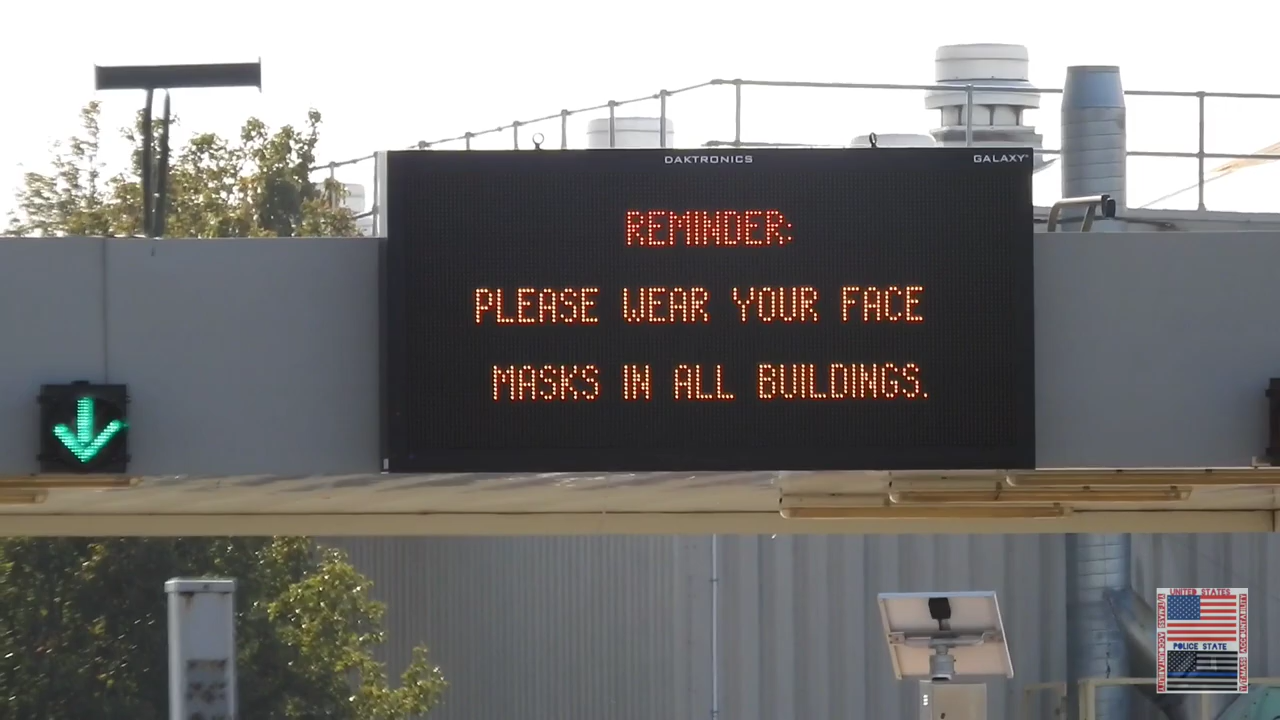 DAKTRONICS
GALAXY
REMINDER:
PLEASE WEAR YOUR FACE
MASKS IN ALL BUILDINGS.
UNITED STATES
POLICE STATE